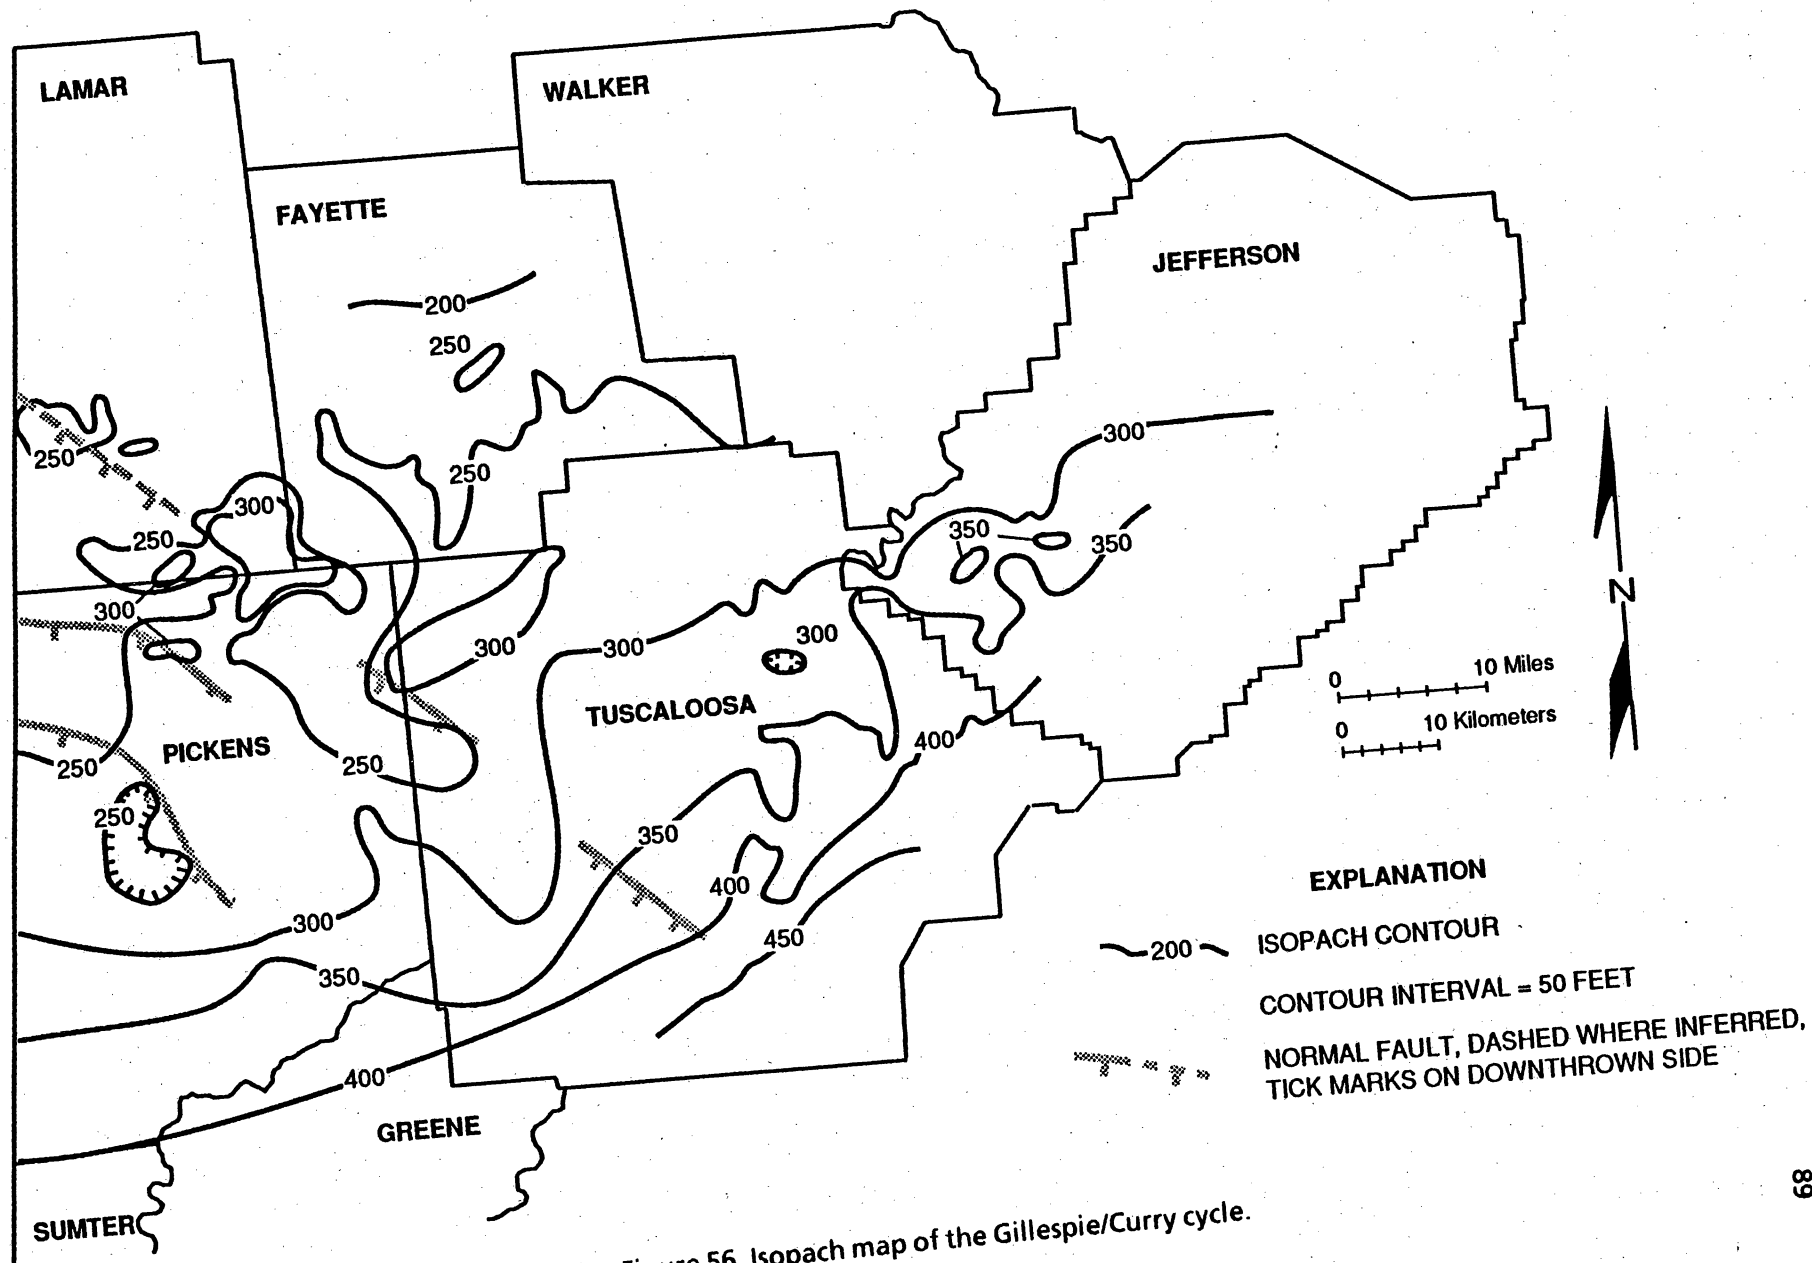 LAMAR
WALKER
FAYETTE
JEFFERSON
200
250
300
250
250
300
350
350
250
300
300
300
300
TUSCALOOSA
PICKENS
250
250
400
250
350
400
300
450
350
400
GREENE
SUMTER
0 10 Miles
0 10 Kilometers
N
EXPLANATION
200 ISOPACH CONTOUR
CONTOUR INTERVAL = 50 FEET
NORMAL FAULT, DASHED WHERE INFERRED,
TICK MARKS ON DOWNTHROWN SIDE
89
Figure 56. Isopach map of the Gillespie/Curry cycle.